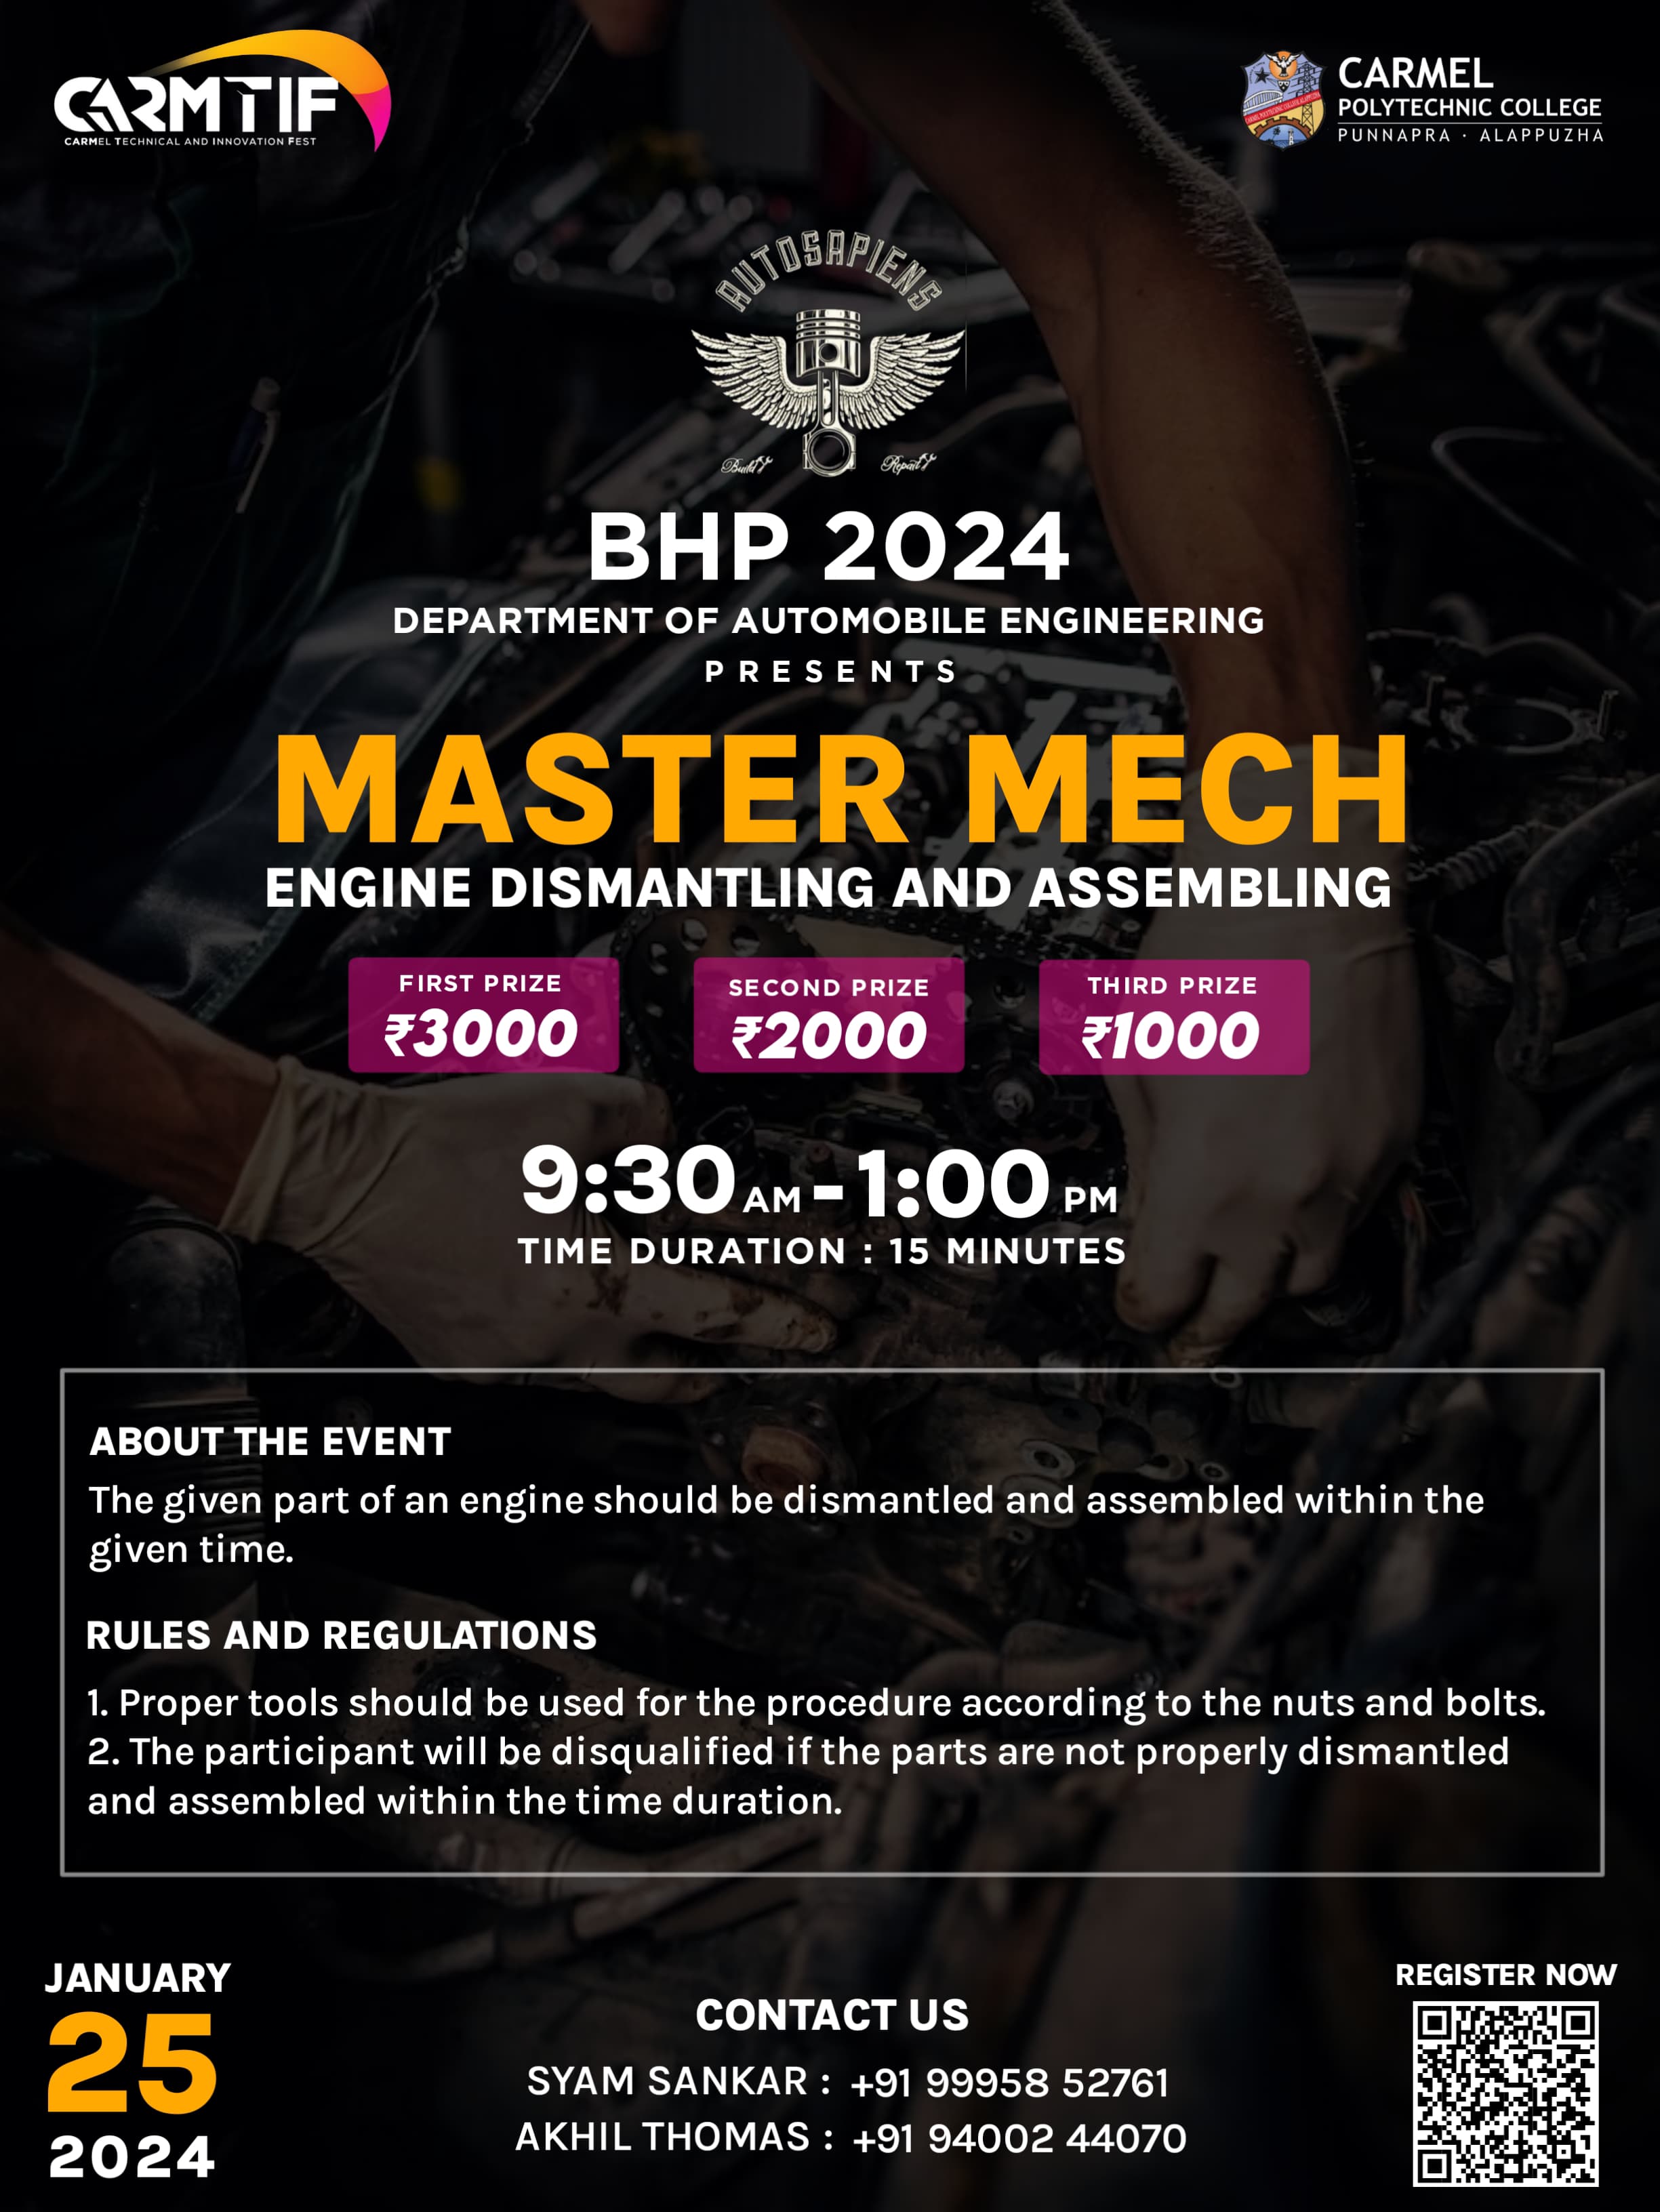 CARMTIF
CARMEL TECHNICAL AND INNOVATION FEST
CARMEL
POLYTECHNIC COLLEGE
PUNNAPRA · ALAPPUZHA
AUTOSAPIENS
Build Repair
BHP 2024
DEPARTMENT OF AUTOMOBILE ENGINEERING
PRESENTS
MASTER MECH
ENGINE DISMANTLING AND ASSEMBLING
FIRST PRIZE
₹3000
SECOND PRIZE
₹2000
THIRD PRIZE
₹1000
9:30 AM - 1:00 PM
TIME DURATION : 15 MINUTES
ABOUT THE EVENT
The given part of an engine should be dismantled and assembled within the
given time.
RULES AND REGULATIONS
1. Proper tools should be used for the procedure according to the nuts and bolts.
2. The participant will be disqualified if the parts are not properly dismantled
and assembled within the time duration.
JANUARY
25
2024
CONTACT US
SYAM SANKAR : +91 99958 52761
AKHIL THOMAS : +91 94002 44070
REGISTER NOW